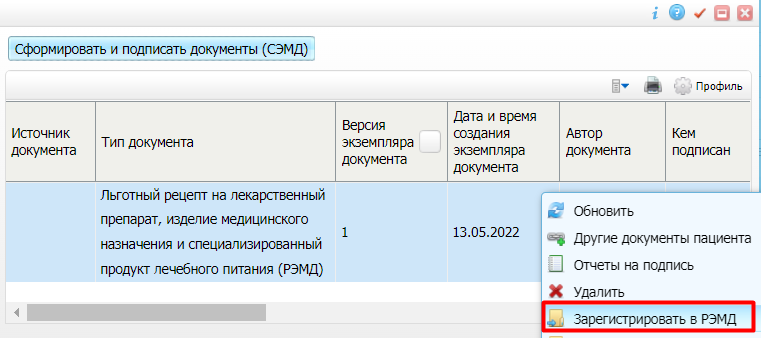 Сформировать и подписать документы (СЭМД)
Профиль
Источник
документа
Тип документа
Версия
экземпляра
документа
Дата и время
создания
экземпляра
документа
Автор
документа
Кем
подписан
Льготный рецепт на лекарственный
препарат, изделие медицинского
назначения и специализированный
продукт лечебного питания (РЭМД)
1
13.05.2022
Обновить
Другие документы пациента
Отчеты на подпись
Удалить
Зарегистрировать в РЭМД